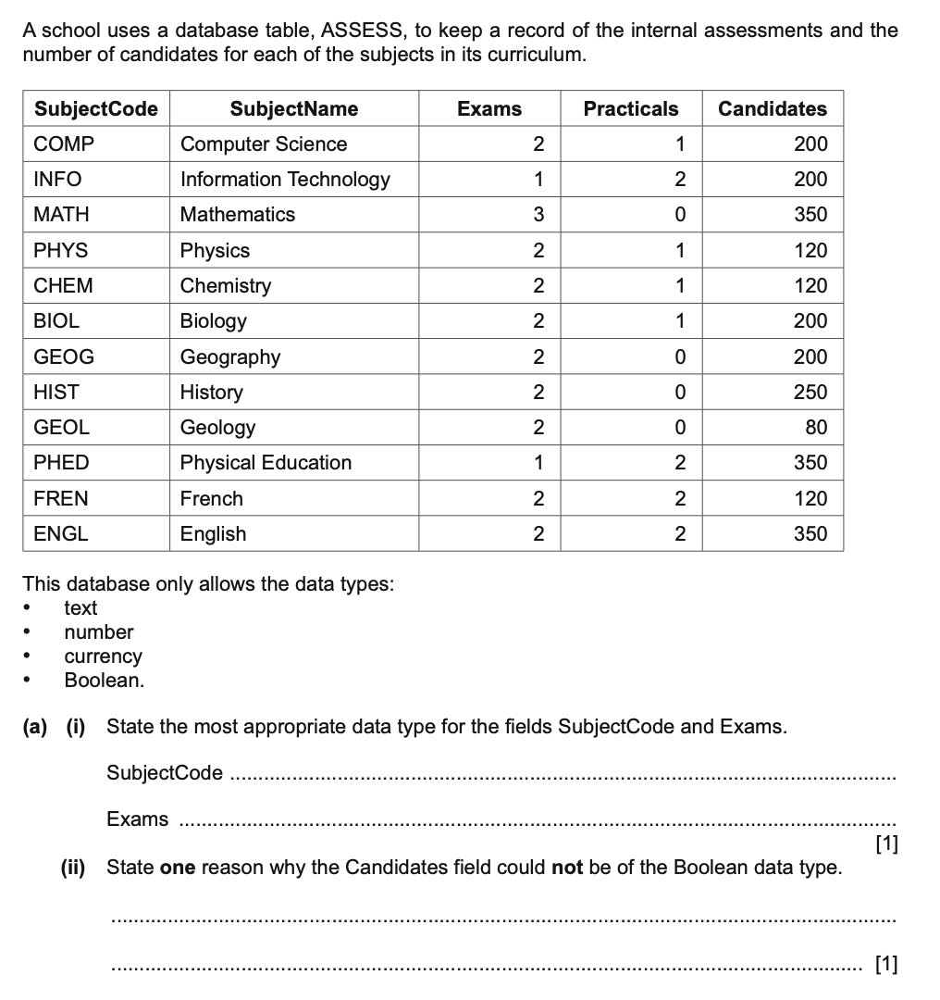 A school uses a database table, ASSESS, to keep a record of the internal assessments and the
number of candidates for each of the subjects in its curriculum.
SubjectCode SubjectName Exams Practicals Candidates
COMP Computer Science 2 1 200
INFO Information Technology 1 2 200
MATH Mathematics 3 0 350
PHYS Physics 2 1 120
CHEM Chemistry 2 1 120
BIOL Biology 2 1 200
GEOG Geography 2 0 200
HIST History 2 0 250
GEOL Geology 2 0 80
PHED Physical Education 1 2 350
FREN French 2 2 120
ENGL English 2 2 350
This database only allows the data types:
• text
• number
• currency
• Boolean.
(a) (i) State the most appropriate data type for the fields SubjectCode and Exams.
SubjectCode ..........................................................................................
Exams ..........................................................................................
[1]
(ii) State one reason why the Candidates field could not be of the Boolean data type.
..........................................................................................
.......................................................................................... [1]